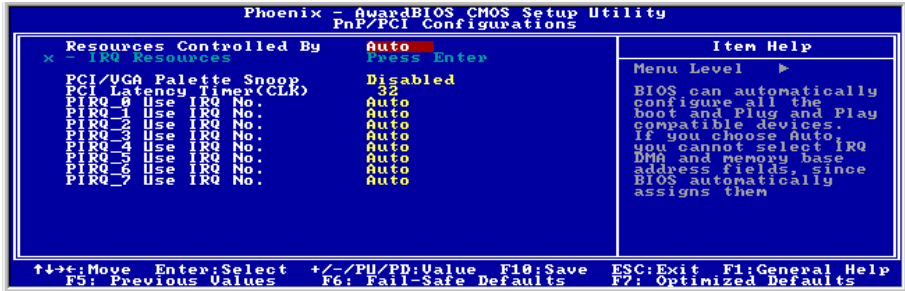 Phoenix - AwardBIOS CMOS Setup Utility
PnP/PCI Configurations
Resources Controlled By Auto
x - IRQ Resources Press Enter
PCI/VGA Palette Snoop Disabled
PCI Latency Timer(CLK) 32
PIRQ_0 Use IRQ No. Auto
PIRQ_1 Use IRQ No. Auto
PIRQ_2 Use IRQ No. Auto
PIRQ_3 Use IRQ No. Auto
PIRQ_4 Use IRQ No. Auto
PIRQ_5 Use IRQ No. Auto
PIRQ_6 Use IRQ No. Auto
PIRQ_7 Use IRQ No. Auto
Item Help
Menu Level ▶
BIOS can automatically
configure all the
boot and Plug and Play
compatible devices.
If you choose Auto,
you cannot select IRQ
DMA and memory base
address fields, since
BIOS automatically
assigns them
↑↓→←:Move Enter:Select +/-/PU/PD:Value F10:Save ESC:Exit F1:General Help
F5: Previous Values F6: Fail-Safe Defaults F7: Optimized Defaults